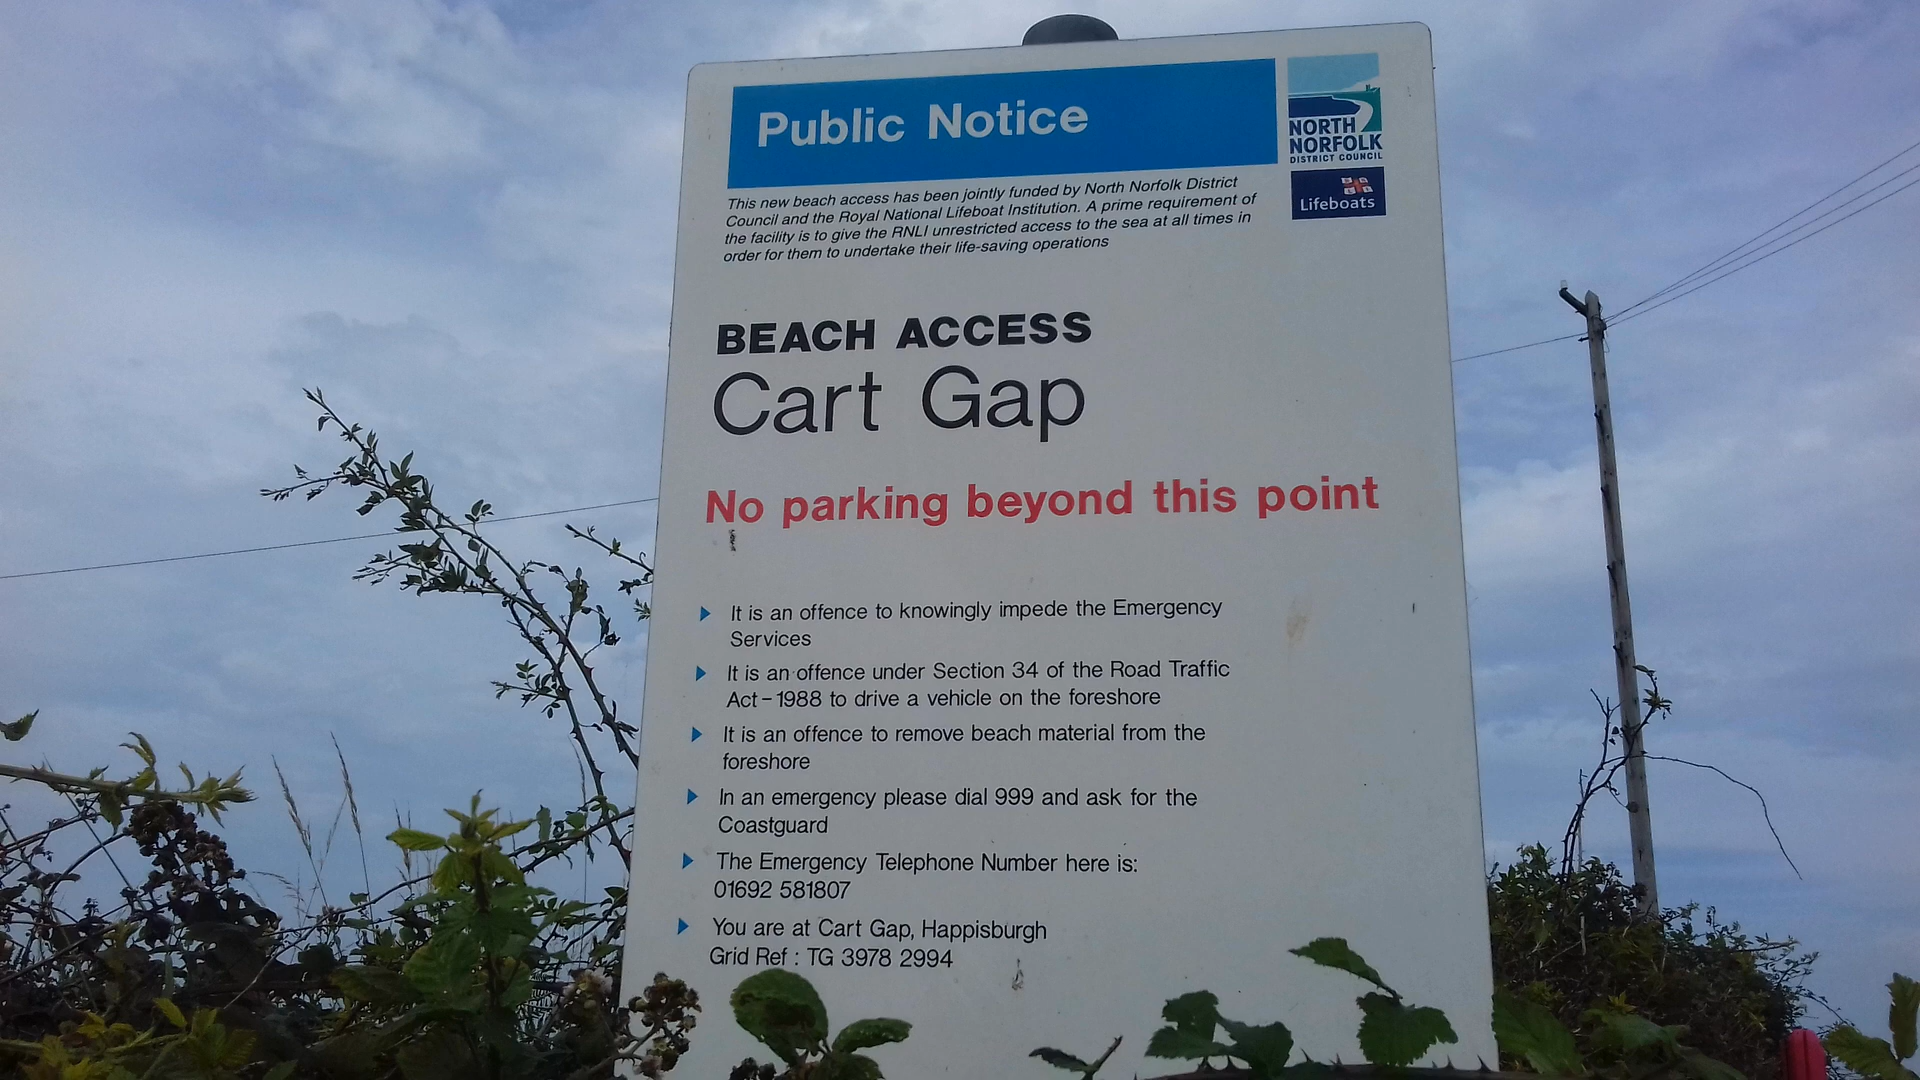 Public Notice
NORTH
NORFOLK
DISTRICT COUNCIL
Lifeboats
This new beach access has been jointly funded by North Norfolk District
Council and the Royal National Lifeboat Institution. A prime requirement of
the facility is to give the RNLI unrestricted access to the sea at all times in
order for them to undertake their life-saving operations
BEACH ACCESS
Cart Gap
No parking beyond this point
It is an offence to knowingly impede the Emergency
Services
It is an offence under Section 34 of the Road Traffic
Act – 1988 to drive a vehicle on the foreshore
It is an offence to remove beach material from the
foreshore
In an emergency please dial 999 and ask for the
Coastguard
The Emergency Telephone Number here is:
01692 581807
You are at Cart Gap, Happisburgh
Grid Ref : TG 3978 2994